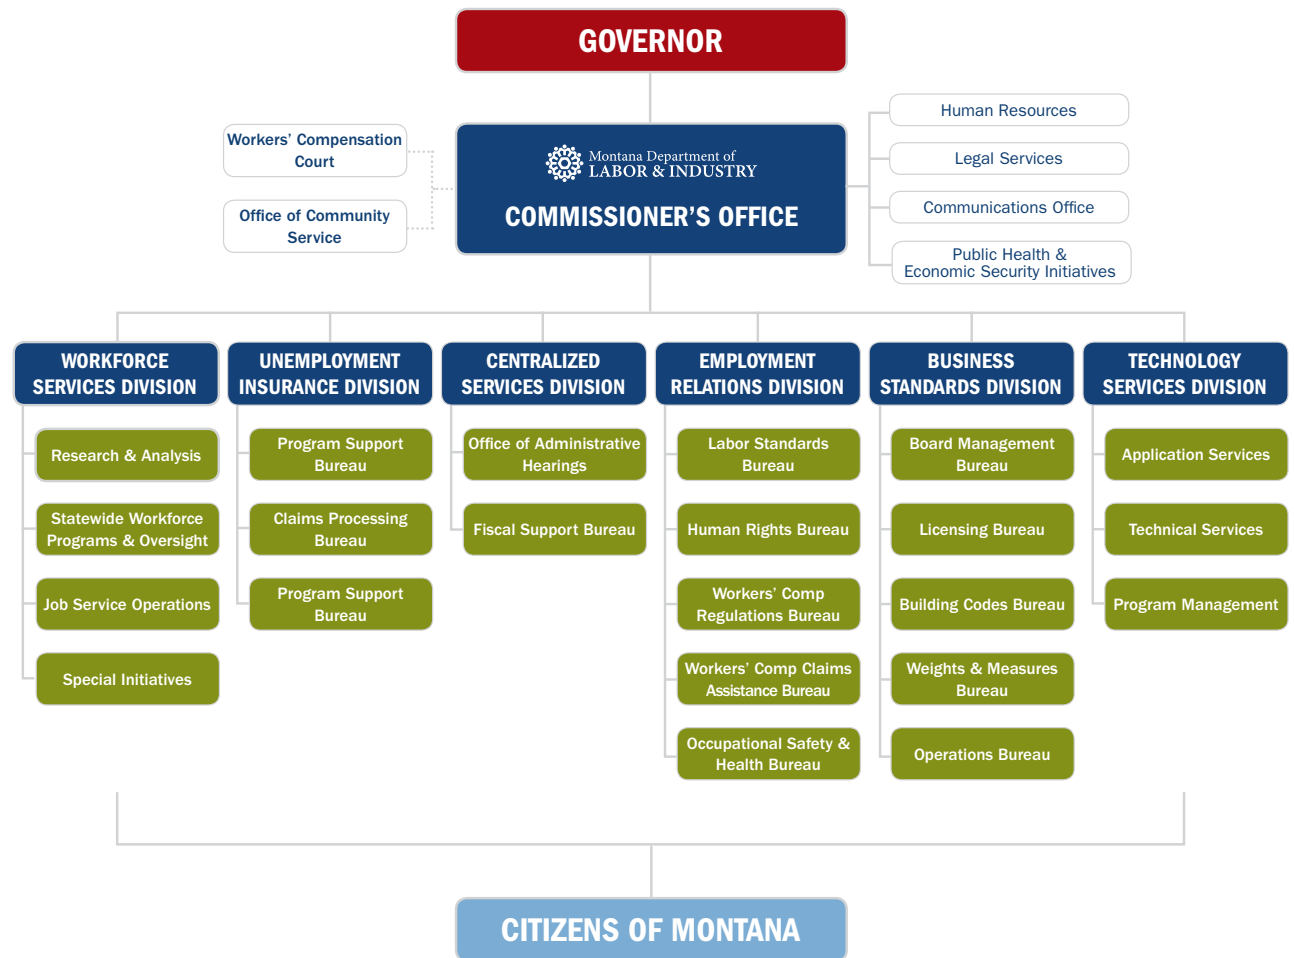 GOVERNOR
Workers’ Compensation
Court
Office of Community
Service
Montana Department of
LABOR & INDUSTRY
COMMISSIONER’S OFFICE
Human Resources
Legal Services
Communications Office
Public Health &
Economic Security Initiatives
WORKFORCE
SERVICES DIVISION
Research & Analysis
Statewide Workforce
Programs & Oversight
Job Service Operations
Special Initiatives
UNEMPLOYMENT
INSURANCE DIVISION
Program Support
Bureau
Claims Processing
Bureau
Program Support
Bureau
CENTRALIZED
SERVICES DIVISION
Office of Administrative
Hearings
Fiscal Support Bureau
EMPLOYMENT
RELATIONS DIVISION
Labor Standards
Bureau
Human Rights Bureau
Workers’ Comp
Regulations Bureau
Workers’ Comp Claims
Assistance Bureau
Occupational Safety &
Health Bureau
BUSINESS
STANDARDS DIVISION
Board Management
Bureau
Licensing Bureau
Building Codes Bureau
Weights & Measures
Bureau
Operations Bureau
TECHNOLOGY
SERVICES DIVISION
Application Services
Technical Services
Program Management
CITIZENS OF MONTANA